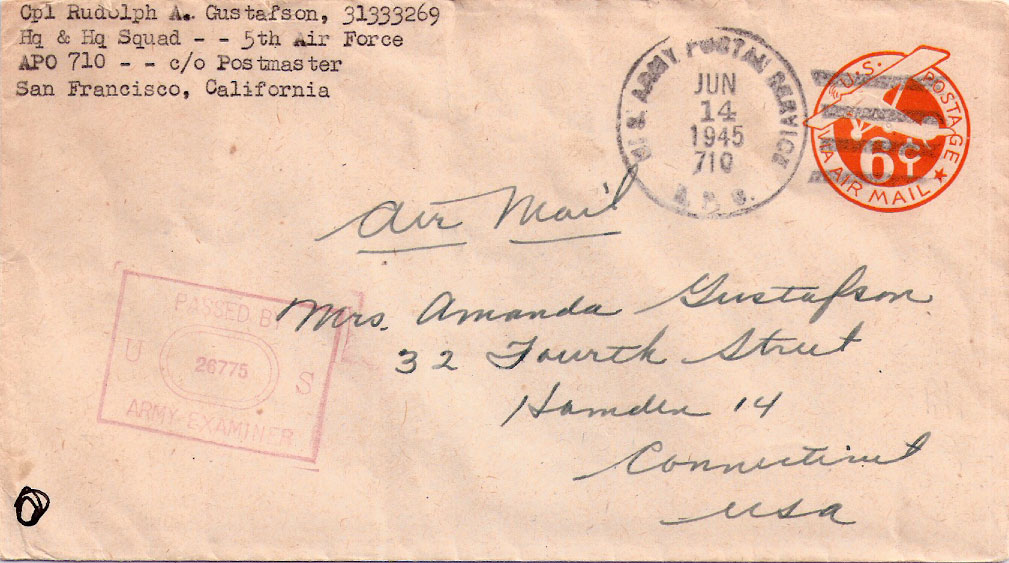 Cpl Rudolph A. Gustafson, 31333269
Hq & Hq Squad - - 5th Air Force
APO 710 - - c/o Postmaster
San Francisco, California
U.S. ARMY POSTAL SERVICE
JUN
14
1945
710
A. P. O.
U.S. POSTAGE
6¢
VIA AIR MAIL
Air Mail
PASSED BY
U 26775 S
ARMY EXAMINER
Mrs. Amanda Gustafson
32 Fourth Street
Hamden 14
Connecticut
USA